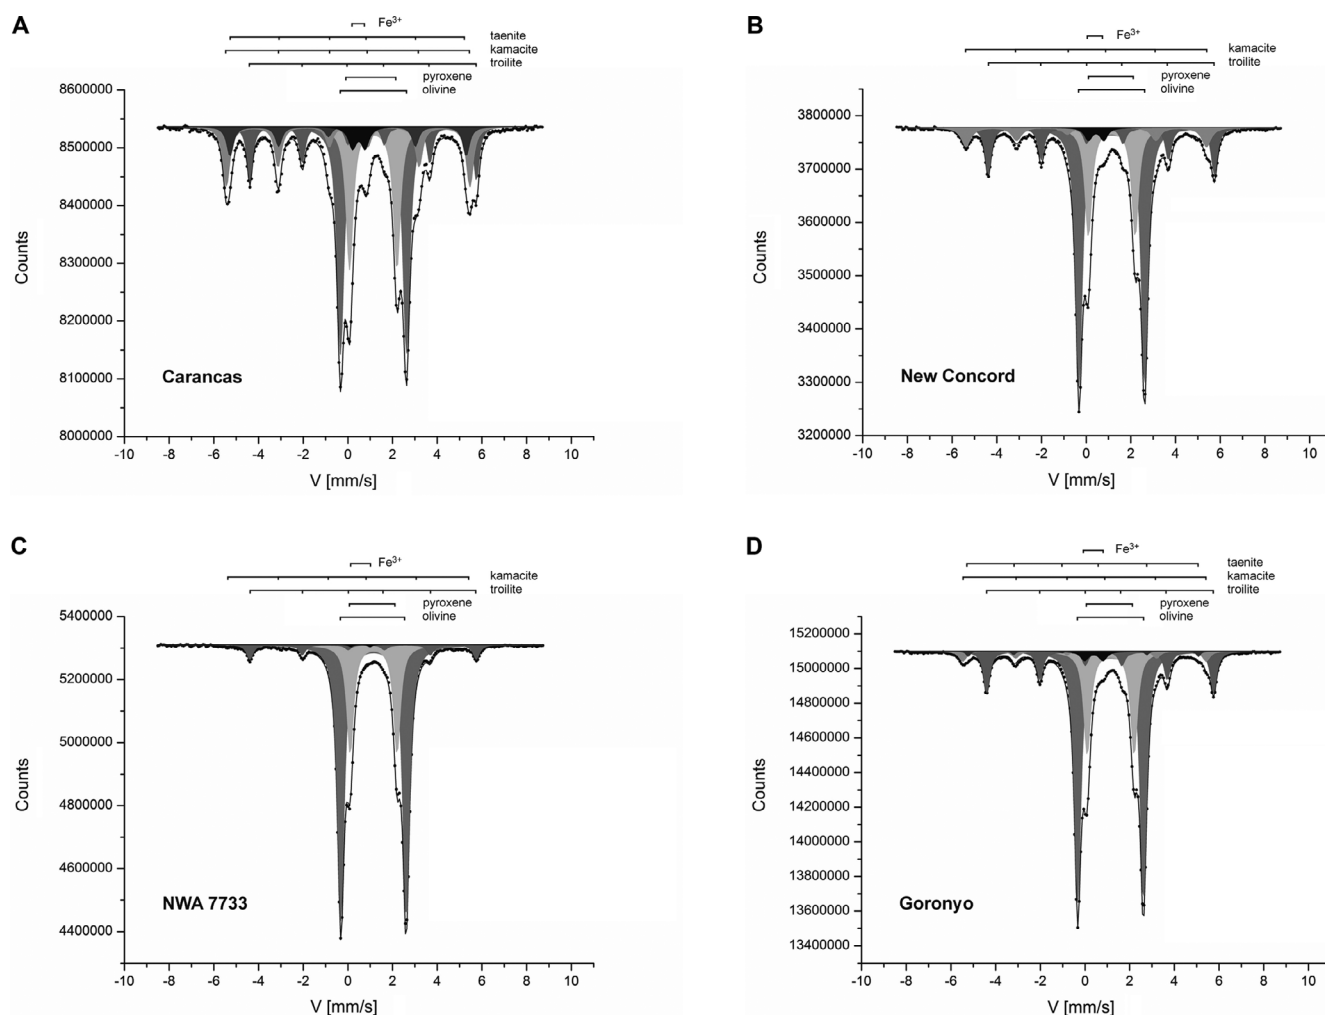 A
Fe³⁺
taenite
kamacite
troilite
pyroxene
olivine
8600000
8500000
8400000
8300000
8200000
8100000
8000000
Counts
Carancas
-10 -8 -6 -4 -2 0 2 4 6 8 10
V [mm/s]
B
Fe³⁺
kamacite
troilite
pyroxene
olivine
3800000
3700000
3600000
3500000
3400000
3300000
3200000
Counts
New Concord
-10 -8 -6 -4 -2 0 2 4 6 8 10
V [mm/s]
C
Fe³⁺
kamacite
troilite
pyroxene
olivine
5400000
5200000
5000000
4800000
4600000
4400000
Counts
NWA 7733
-10 -8 -6 -4 -2 0 2 4 6 8 10
V [mm/s]
D
Fe³⁺
taenite
kamacite
troilite
pyroxene
olivine
15200000
15000000
14800000
14600000
14400000
14200000
14000000
13800000
13600000
13400000
Counts
Goronyo
-10 -8 -6 -4 -2 0 2 4 6 8 10
V [mm/s]